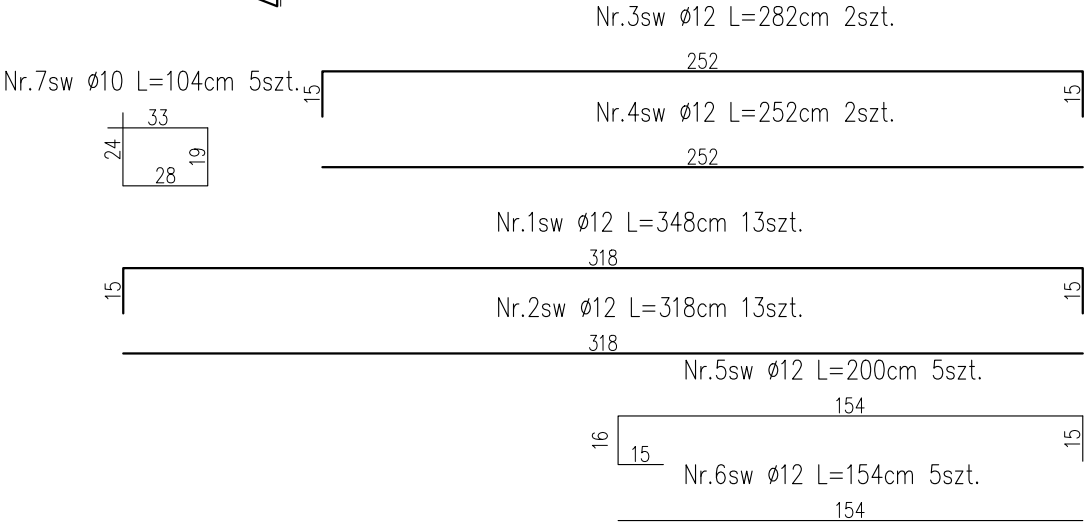 Nr.3sw ø12 L=282cm 2szt.
252
15
15
Nr.7sw ø10 L=104cm 5szt.
33
24
19
28
Nr.4sw ø12 L=252cm 2szt.
252
Nr.1sw ø12 L=348cm 13szt.
318
15
15
Nr.2sw ø12 L=318cm 13szt.
318
Nr.5sw ø12 L=200cm 5szt.
154
16
15
15
Nr.6sw ø12 L=154cm 5szt.
154